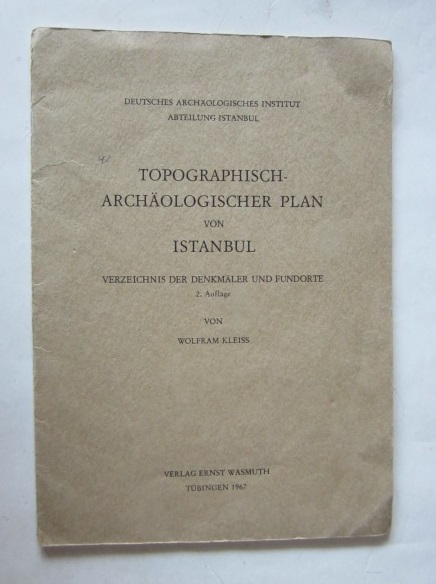 DEUTSCHES ARCHÄOLOGISCHES INSTITUT
ABTEILUNG ISTANBUL
TOPOGRAPHISCH-
ARCHÄOLOGISCHER PLAN
VON
ISTANBUL
VERZEICHNIS DER DENKMÄLER UND FUNDORTE
2. Auflage
VON
WOLFRAM KLEISS
VERLAG ERNST WASMUTH
TÜBINGEN 1967